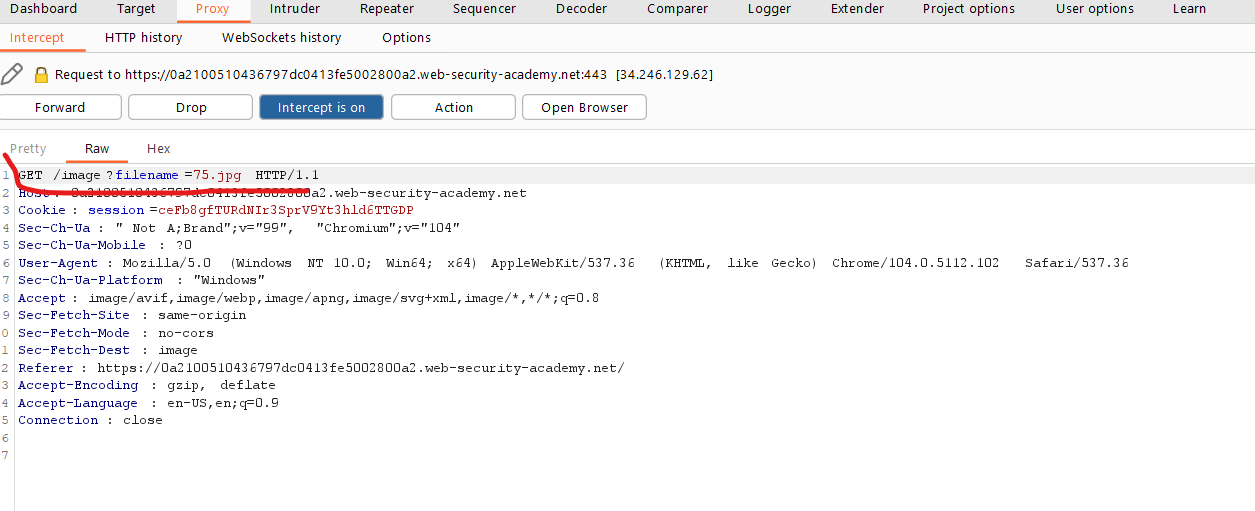 Dashboard Target Proxy Intruder Repeater Sequencer Decoder Comparer Logger Extender Project options User options Learn
Intercept HTTP history WebSockets history Options
Request to https://0a2100510436797dc0413fe5002800a2.web-security-academy.net:443 [34.246.129.62]
Forward Drop Intercept is on Action Open Browser
Pretty Raw Hex
1 GET /image?filename=75.jpg HTTP/1.1
2 Host: 0a2100510436797dc0413fe5002800a2.web-security-academy.net
3 Cookie: session=ceFb8gfTURdNIr3SprV9Yt3hld6TTGDP
4 Sec-Ch-Ua: " Not A;Brand";v="99", "Chromium";v="104"
5 Sec-Ch-Ua-Mobile: ?0
6 User-Agent: Mozilla/5.0 (Windows NT 10.0; Win64; x64) AppleWebKit/537.36 (KHTML, like Gecko) Chrome/104.0.5112.102 Safari/537.36
7 Sec-Ch-Ua-Platform: "Windows"
8 Accept: image/avif,image/webp,image/apng,image/svg+xml,image/*,*/*;q=0.8
9 Sec-Fetch-Site: same-origin
0 Sec-Fetch-Mode: no-cors
1 Sec-Fetch-Dest: image
2 Referer: https://0a2100510436797dc0413fe5002800a2.web-security-academy.net/
3 Accept-Encoding: gzip, deflate
4 Accept-Language: en-US,en;q=0.9
5 Connection: close
6
7